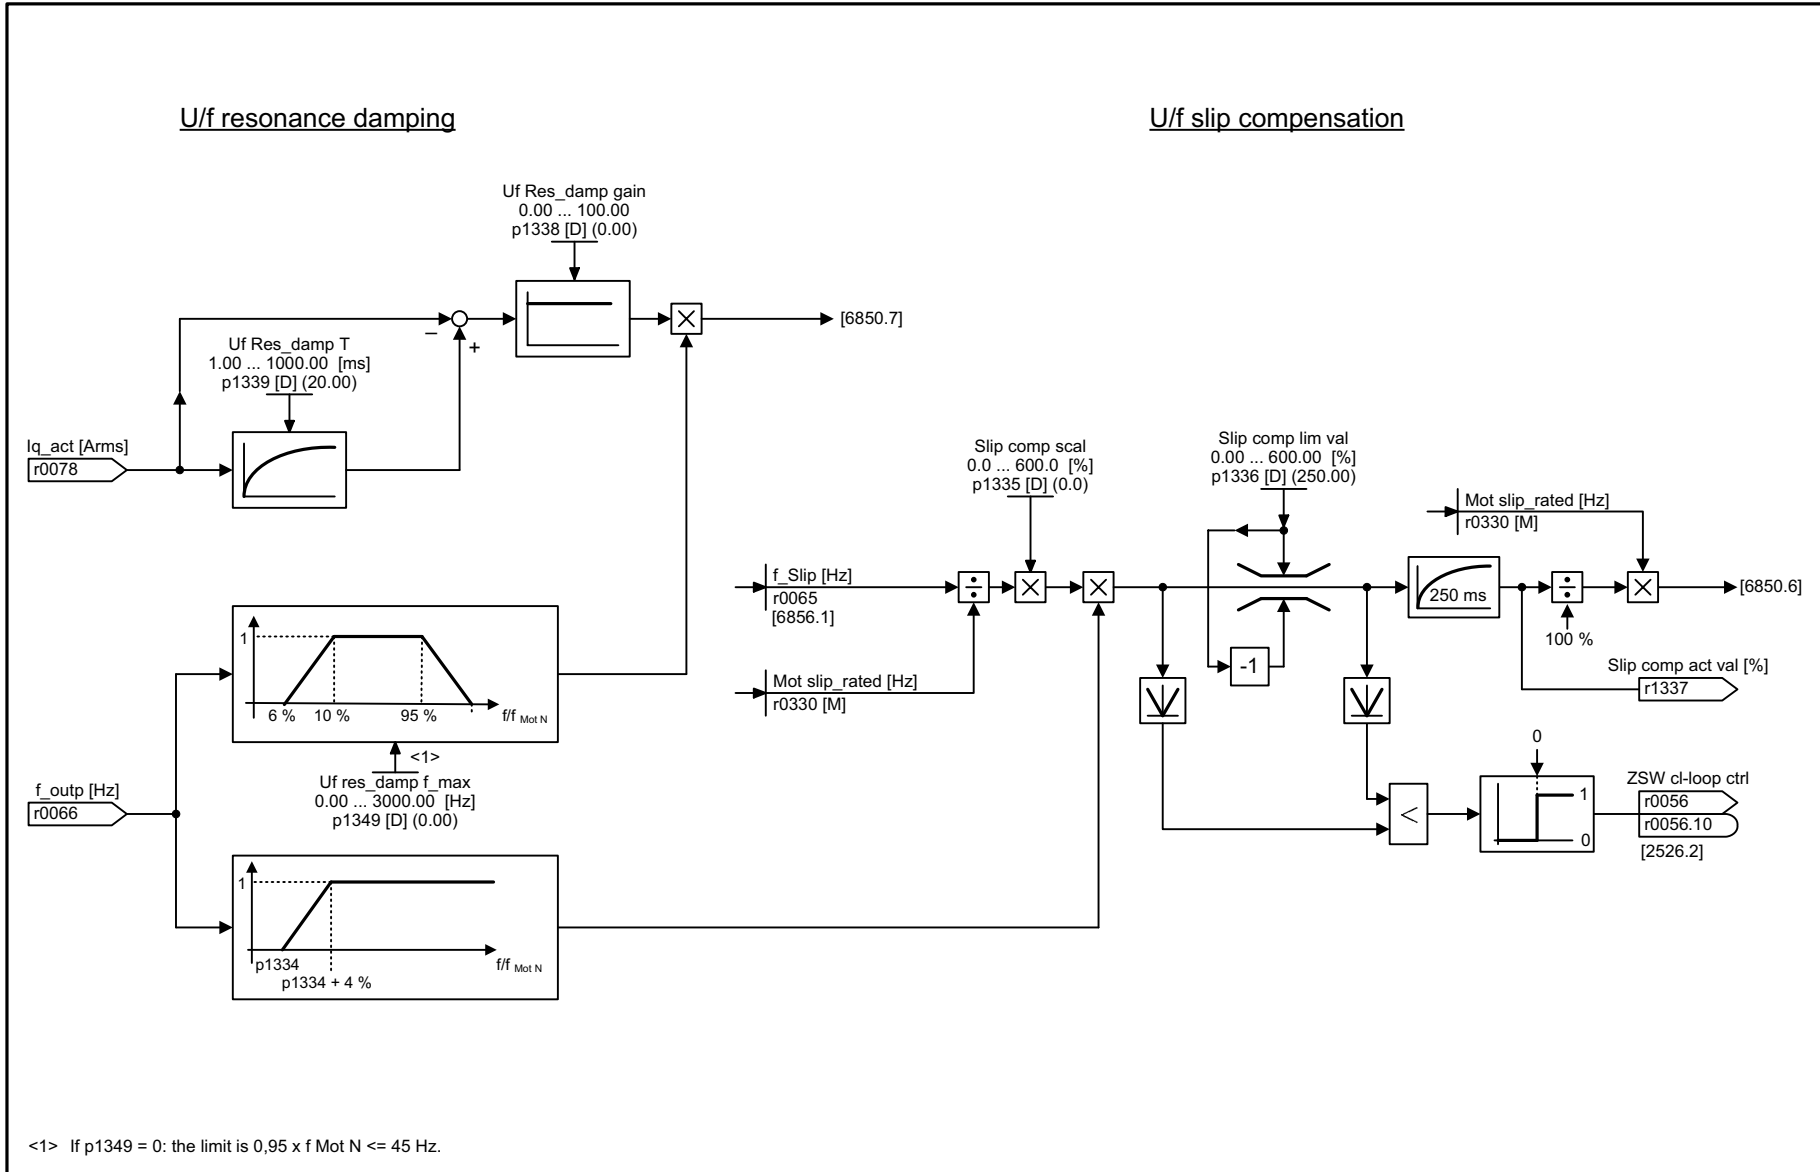 U/f resonance damping
U/f slip compensation
Uf Res_damp gain
0.00 ... 100.00
p1338 [D] (0.00)
[6850.7]
–
+
Uf Res_damp T
1.00 ... 1000.00 [ms]
p1339 [D] (20.00)
Iq_act [Arms]
r0078
Slip comp scal
0.0 ... 600.0 [%]
p1335 [D] (0.0)
Slip comp lim val
0.00 ... 600.00 [%]
p1336 [D] (250.00)
Mot slip_rated [Hz]
r0330 [M]
f_Slip [Hz]
r0065
[6856.1]
÷
×
×
250 ms
÷
×
[6850.6]
100 %
-1
Mot slip_rated [Hz]
r0330 [M]
Slip comp act val [%]
r1337
1
6 %
10 %
95 %
f/f Mot N
<1>
Uf res_damp f_max
0.00 ... 3000.00 [Hz]
p1349 [D] (0.00)
f_outp [Hz]
r0066
0
<
1
0
ZSW cl-loop ctrl
r0056
r0056.10
[2526.2]
1
p1334
p1334 + 4 %
f/f Mot N
<1> If p1349 = 0: the limit is 0,95 x f Mot N <= 45 Hz.